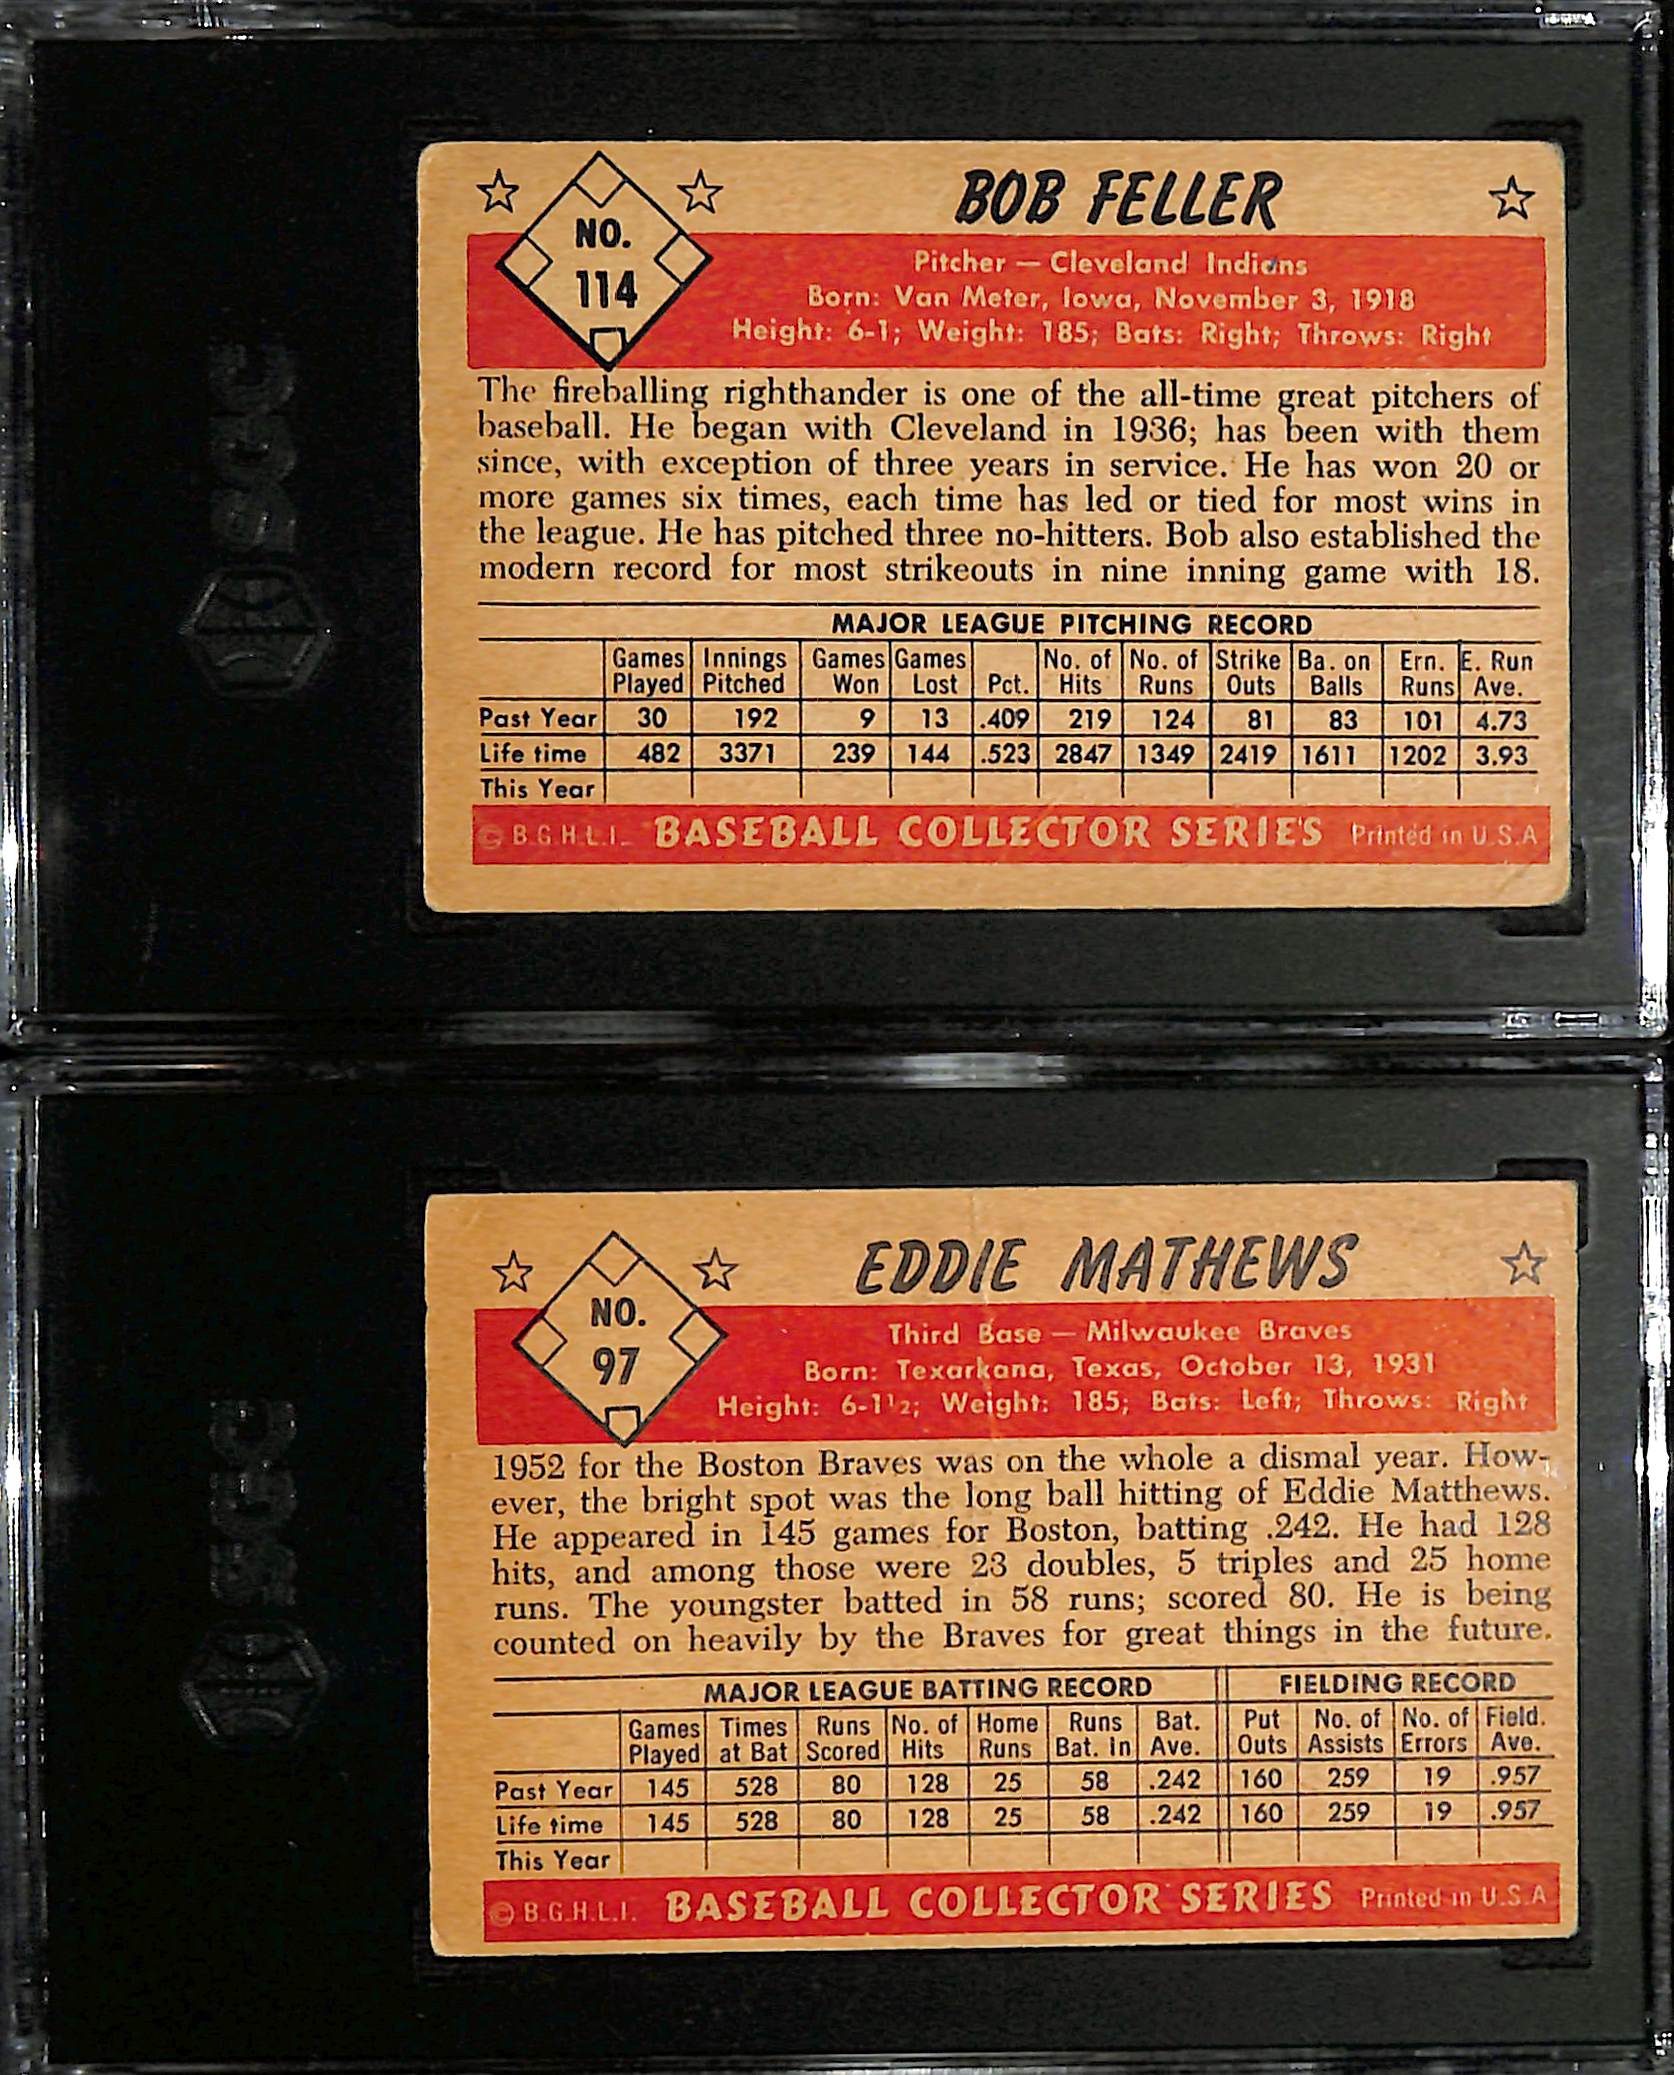 NO.
114
BOB FELLER
Pitcher — Cleveland Indians
Born: Van Meter, Iowa, November 3, 1918
Height: 6-1; Weight: 185; Bats: Right; Throws: Right
The fireballing righthander is one of the all-time great pitchers of
baseball. He began with Cleveland in 1936; has been with them
since, with exception of three years in service. He has won 20 or
more games six times, each time has led or tied for most wins in
the league. He has pitched three no-hitters. Bob also established the
modern record for most strikeouts in nine inning game with 18.
MAJOR LEAGUE PITCHING RECORD
Games Played Innings Pitched Games Won Games Lost Pct. No. of Hits No. of Runs Strike Outs Ba. on Balls Ern. Runs E. Run Ave.
Past Year 30 192 9 13 .409 219 124 81 83 101 4.73
Life time 482 3371 239 144 .523 2847 1349 2419 1611 1202 3.93
This Year
© B.G.H.L.I. BASEBALL COLLECTOR SERIES Printed in U.S.A
SGC
NO.
97
EDDIE MATHEWS
Third Base — Milwaukee Braves
Born: Texarkana, Texas, October 13, 1931
Height: 6-1½; Weight: 185; Bats: Left; Throws: Right
1952 for the Boston Braves was on the whole a dismal year. How-
ever, the bright spot was the long ball hitting of Eddie Matthews.
He appeared in 145 games for Boston, batting .242. He had 128
hits, and among those were 23 doubles, 5 triples and 25 home
runs. The youngster batted in 58 runs; scored 80. He is being
counted on heavily by the Braves for great things in the future.
MAJOR LEAGUE BATTING RECORD FIELDING RECORD
Games Played Times at Bat Runs Scored No. of Hits Home Runs Runs Bat. In Bat. Ave. Put Outs No. of Assists No. of Errors Field. Ave.
Past Year 145 528 80 128 25 58 .242 160 259 19 .957
Life time 145 528 80 128 25 58 .242 160 259 19 .957
This Year
© B.G.H.L.I. BASEBALL COLLECTOR SERIES Printed in U.S.A
SGC